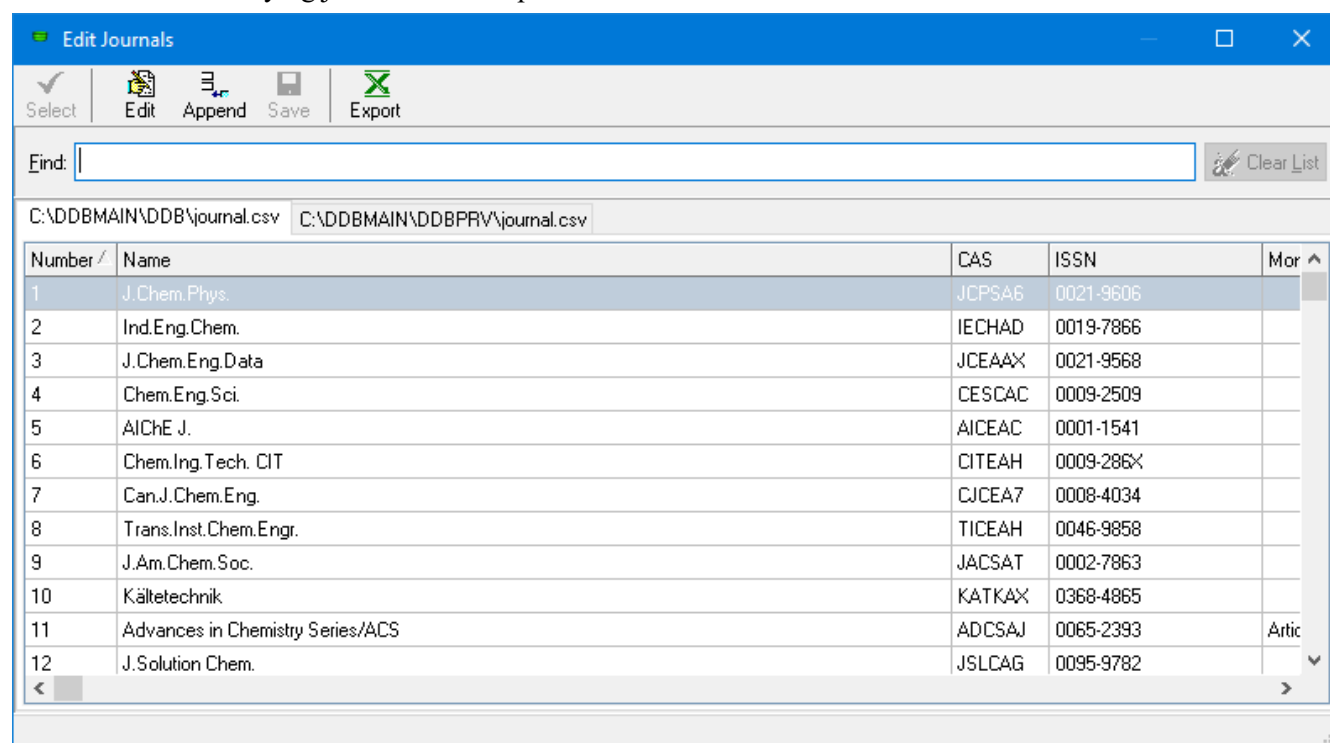 Edit Journals
Select Edit Append Save Export
Find: Clear List
C:\DDBMAIN\DDB\journal.csv C:\DDBMAIN\DDBPRV\journal.csv
Number Name CAS ISSN Mor
1 J.Chem.Phys. JCPSA6 0021-9606
2 Ind.Eng.Chem. IECHAD 0019-7866
3 J.Chem.Eng.Data JCEAAX 0021-9568
4 Chem.Eng.Sci. CESCAC 0009-2509
5 AIChE J. AICEAC 0001-1541
6 Chem.Ing.Tech. CIT CITEAH 0009-286X
7 Can.J.Chem.Eng. CJCEA7 0008-4034
8 Trans.Inst.Chem.Engr. TICEAH 0046-9858
9 J.Am.Chem.Soc. JACSAT 0002-7863
10 Kältetechnik KATKAX 0368-4865
11 Advances in Chemistry Series/ACS ADCSAJ 0065-2393 Artic
12 J.Solution Chem. JSLCAG 0095-9782